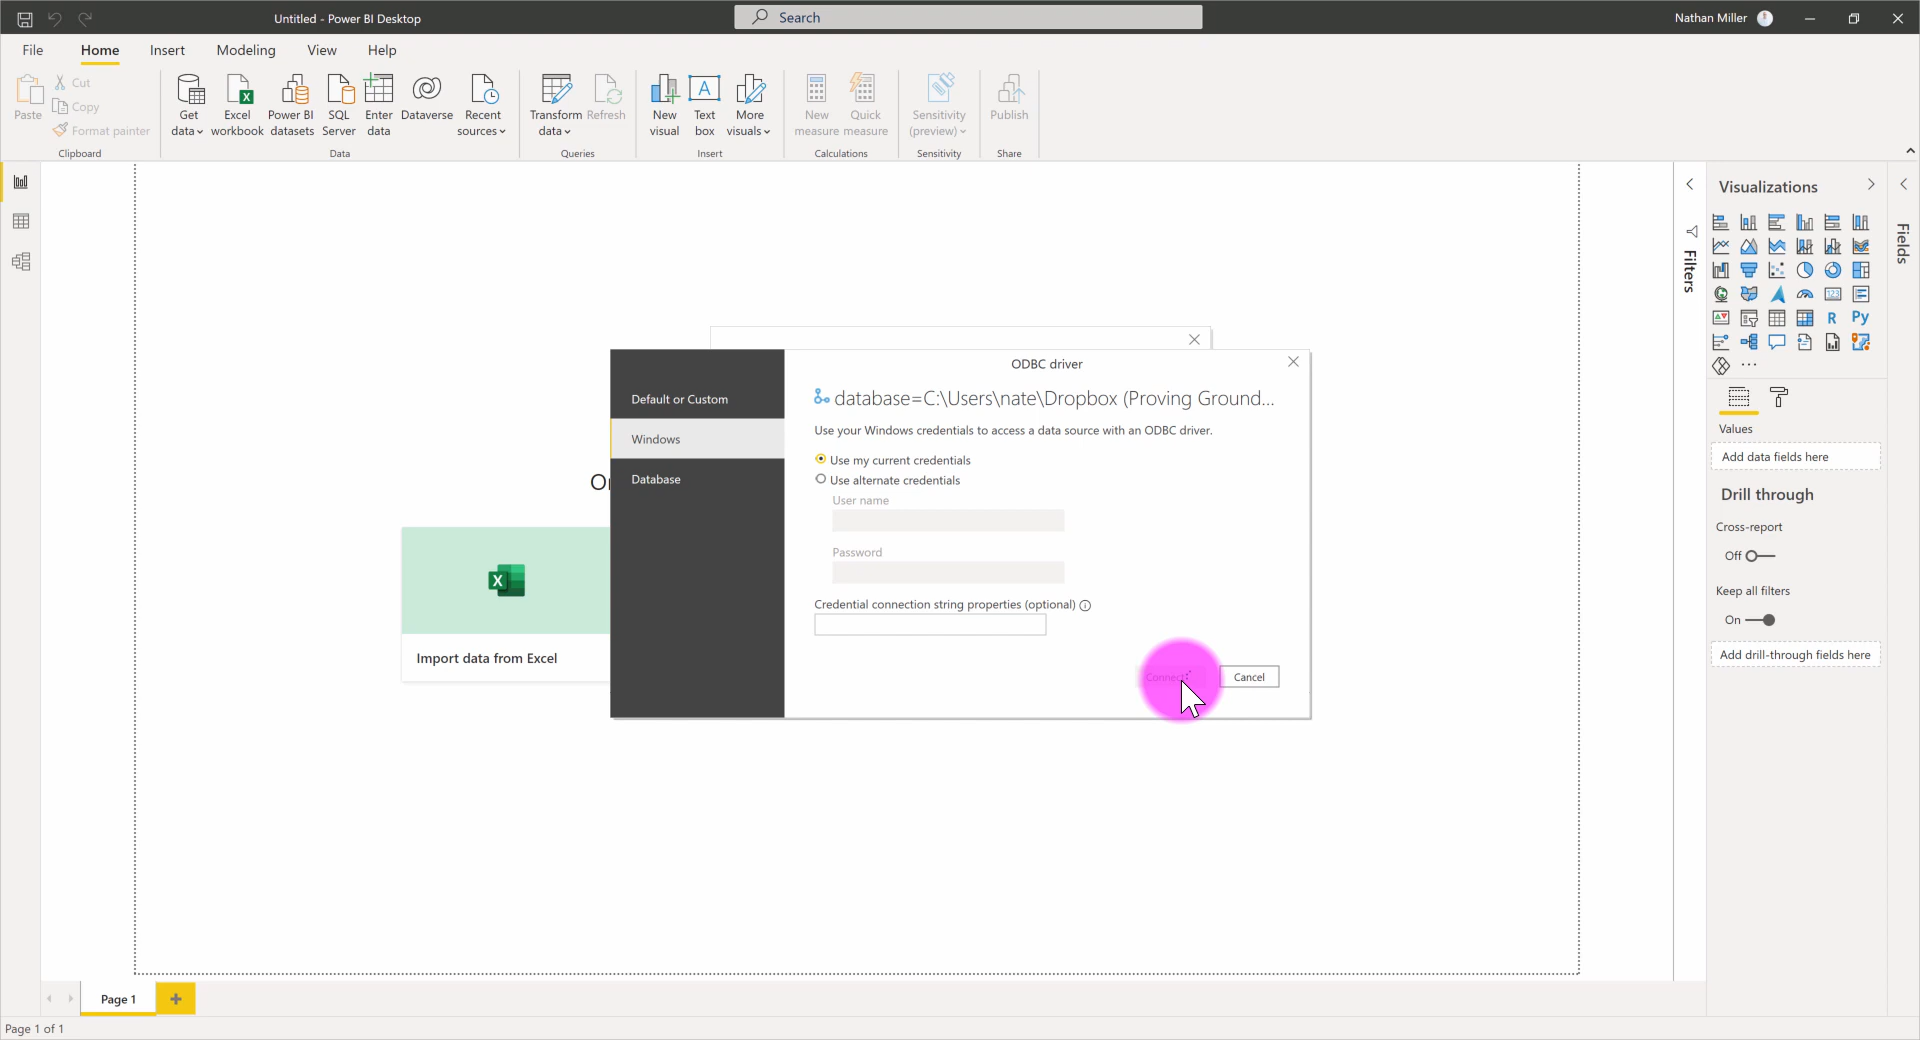 Untitled - Power BI Desktop
Search
Nathan Miller
File
Home
Insert
Modeling
View
Help
Paste
Cut
Copy
Format painter
Clipboard
Get
data
Excel
workbook
Power BI
datasets
SQL
Server
Enter
data
Dataverse
Recent
sources
Data
Transform
data
Refresh
Queries
New
visual
Text
box
More
visuals
Insert
New
measure
Quick
measure
Calculations
Sensitivity
(preview)
Sensitivity
Publish
Share
ODBC driver
Default or Custom
Windows
Database
database=C:\Users\nate\Dropbox (Proving Ground...
Use your Windows credentials to access a data source with an ODBC driver.
Use my current credentials
Use alternate credentials
User name
Password
Credential connection string properties (optional)
Connect
Cancel
Import data from Excel
Filters
Visualizations
R
Py
123
Values
Add data fields here
Drill through
Cross-report
Off
Keep all filters
On
Add drill-through fields here
Fields
Page 1
Page 1 of 1